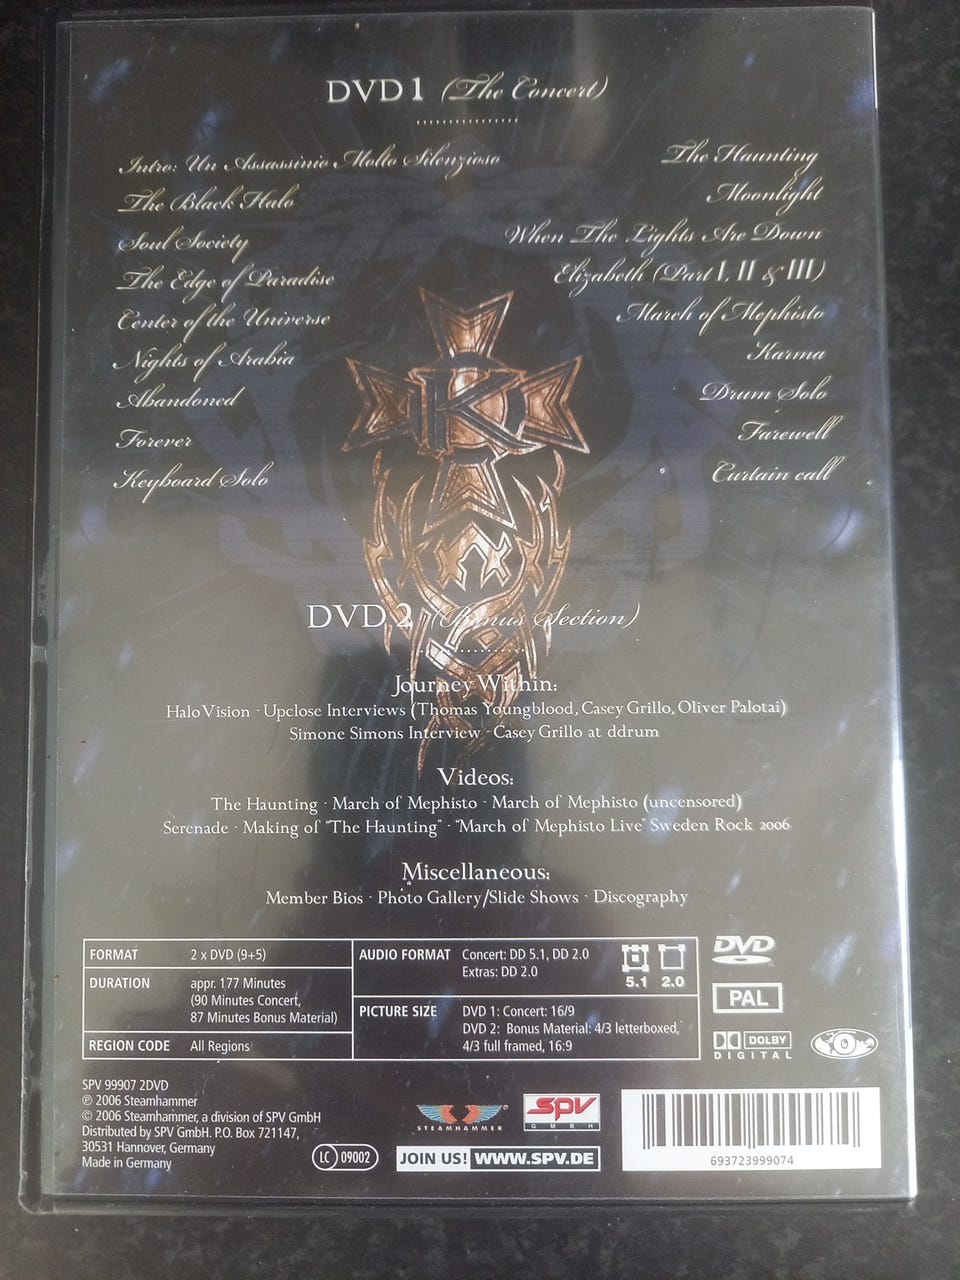 DVD 1 (The Concert)
Intro: Un Assassinio Molto Silenzioso
The Black Halo
Soul Society
The Edge of Paradise
Center of the Universe
Nights of Arabia
Abandoned
Forever
Keyboard Solo
The Haunting
Moonlight
When The Lights Are Down
Elizabeth (Part I, II & III)
March of Mephisto
Karma
Drum Solo
Farewell
Curtain call
K
DVD 2 (Bonus Section)
Journey Within:
Halo Vision · Upclose Interviews (Thomas Youngblood, Casey Grillo, Oliver Palotai)
Simone Simons Interview · Casey Grillo at ddrum
Videos:
The Haunting · March of Mephisto · March of Mephisto (uncensored)
Serenade · Making of "The Haunting" · "March of Mephisto Live" Sweden Rock 2006
Miscellaneous:
Member Bios · Photo Gallery/Slide Shows · Discography
FORMAT 2 x DVD (9+5)
DURATION appr. 177 Minutes
(90 Minutes Concert,
87 Minutes Bonus Material)
REGION CODE All Regions
AUDIO FORMAT Concert: DD 5.1, DD 2.0
Extras: DD 2.0
5.1 2.0
PICTURE SIZE DVD 1: Concert: 16/9
DVD 2: Bonus Material: 4/3 letterboxed,
4/3 full framed, 16:9
DVD
PAL
DOLBY
DIGITAL
SPV 99907 2DVD
℗ 2006 Steamhammer
© 2006 Steamhammer, a division of SPV GmbH
Distributed by SPV GmbH. P.O. Box 721147,
30531 Hannover, Germany
Made in Germany
LC 09002
STEAMHAMMER
SPV
GMBH
JOIN US! WWW.SPV.DE
693723999074